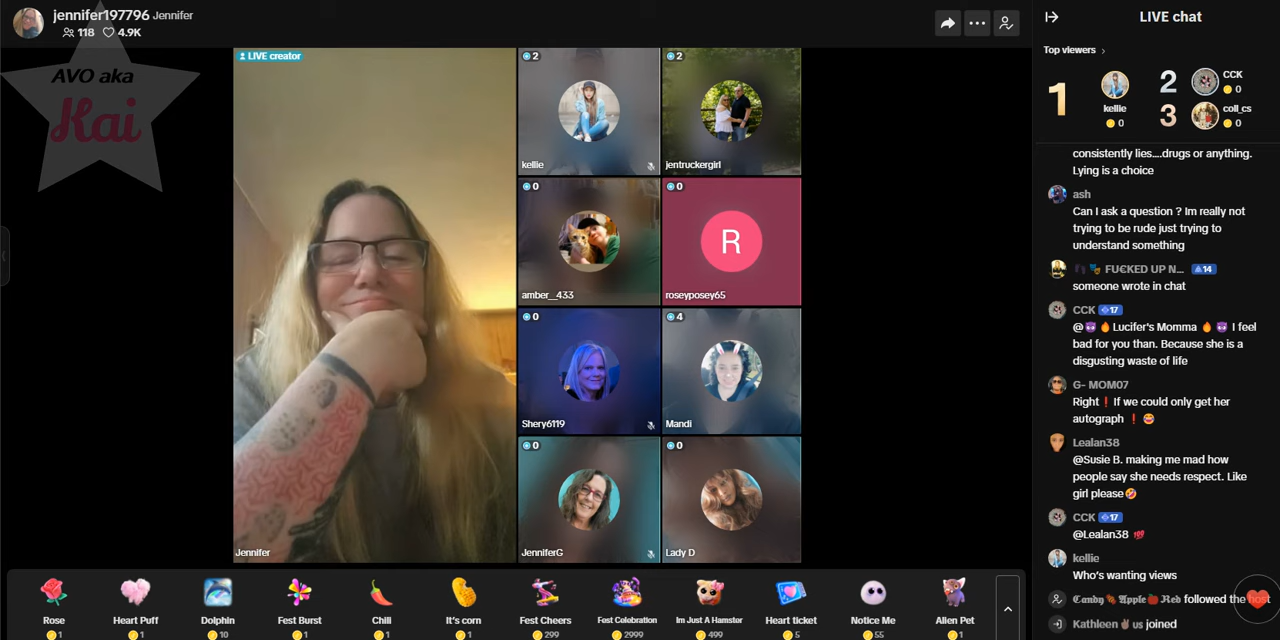 jennifer197796 Jennifer
118 4.9K
AVO aka
Kai
LIVE creator
2
kellie
2
jentruckergirl
0
amber__433
0
R
roseyposey65
0
Shery6119
4
Mandi
0
JenniferG
0
Lady D
Jennifer
Rose
1
Heart Puff
1
Dolphin
10
Fest Burst
1
Chili
1
It's corn
1
Fest Cheers
299
Fest Celebration
2999
Im Just A Hamster
499
Heart ticket
5
Notice Me
55
Alien Pet
1
LIVE chat
Top viewers
1
kellie
0
2
CCK
0
3
coll_cs
0
consistently lies....drugs or anything.
Lying is a choice
ash
Can I ask a question ? Im really not
trying to be rude just trying to
understand something
FU€KED UP N... 14
someone wrote in chat
CCK 17
@😈🔥Lucifer's Momma 🔥😈 I feel
bad for you than. Because she is a
disgusting waste of life
G- MOM07
Right❗If we could only get her
autograph ❗😂
Lealan38
@Susie B. making me mad how
people say she needs respect. Like
girl please🤣
CCK 17
@Lealan38 💯
kellie
Who's wanting views
𝕮𝖆𝖓𝖉𝖞 🍫 𝕬𝖕𝖕𝖑𝖊 🍎 𝕽𝖊𝖉 followed the host
Kathleen ✌🏽 us joined